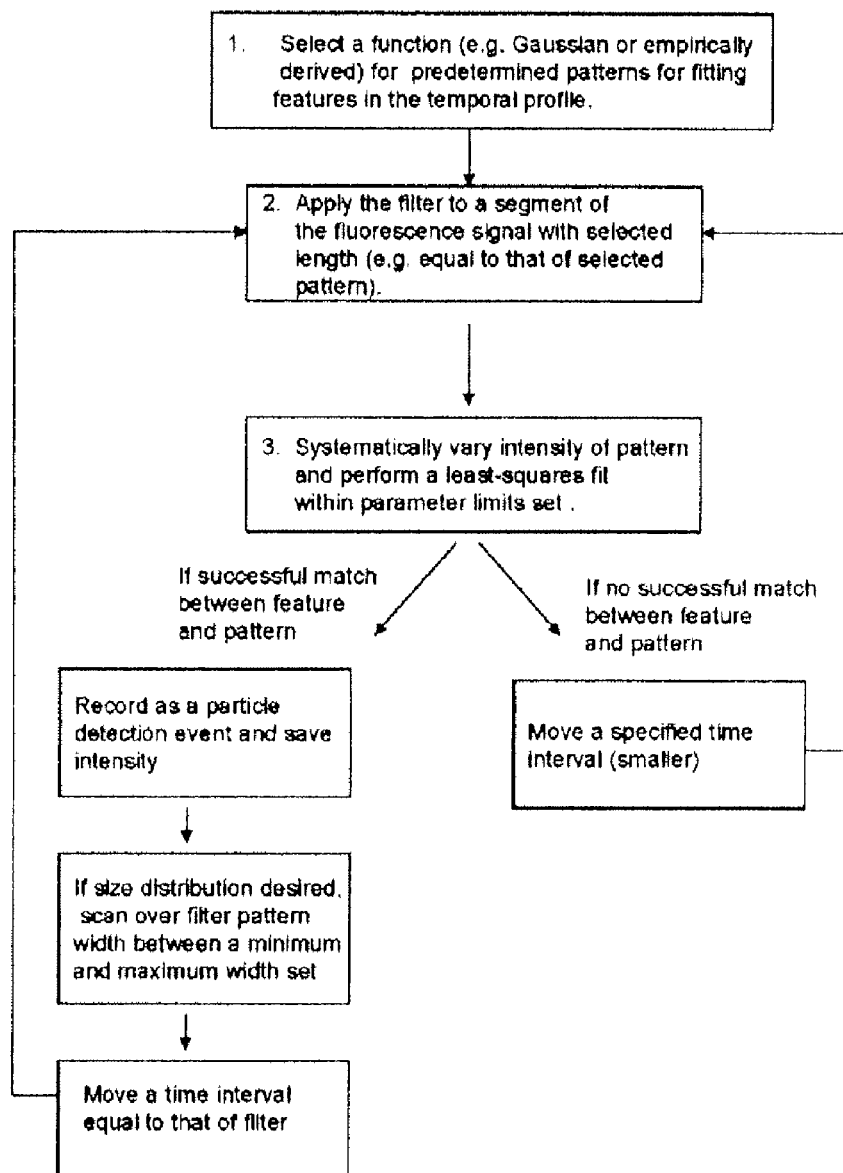 1. Select a function (e.g. Gaussian or empirically
derived) for predetermined patterns for fitting
features in the temporal profile.
2. Apply the filter to a segment of
the fluorescence signal with selected
length (e.g. equal to that of selected
pattern).
3. Systematically vary intensity of pattern
and perform a least-squares fit
within parameter limits set .
If successful match
between feature
and pattern
If no successful match
between feature
and pattern
Record as a particle
detection event and save
intensity
Move a specified time
interval (smaller)
If size distribution desired,
scan over filter pattern
width between a minimum
and maximum width set
Move a time interval
equal to that of filter